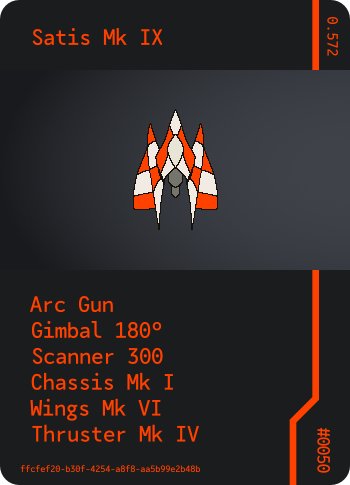 Satis Mk IX
0.572
Arc Gun
Gimbal 180°
Scanner 300
Chassis Mk I
Wings Mk VI
Thruster Mk IV
#0050
ffcfef20-b30f-4254-a8f8-aa5b99e2b48b